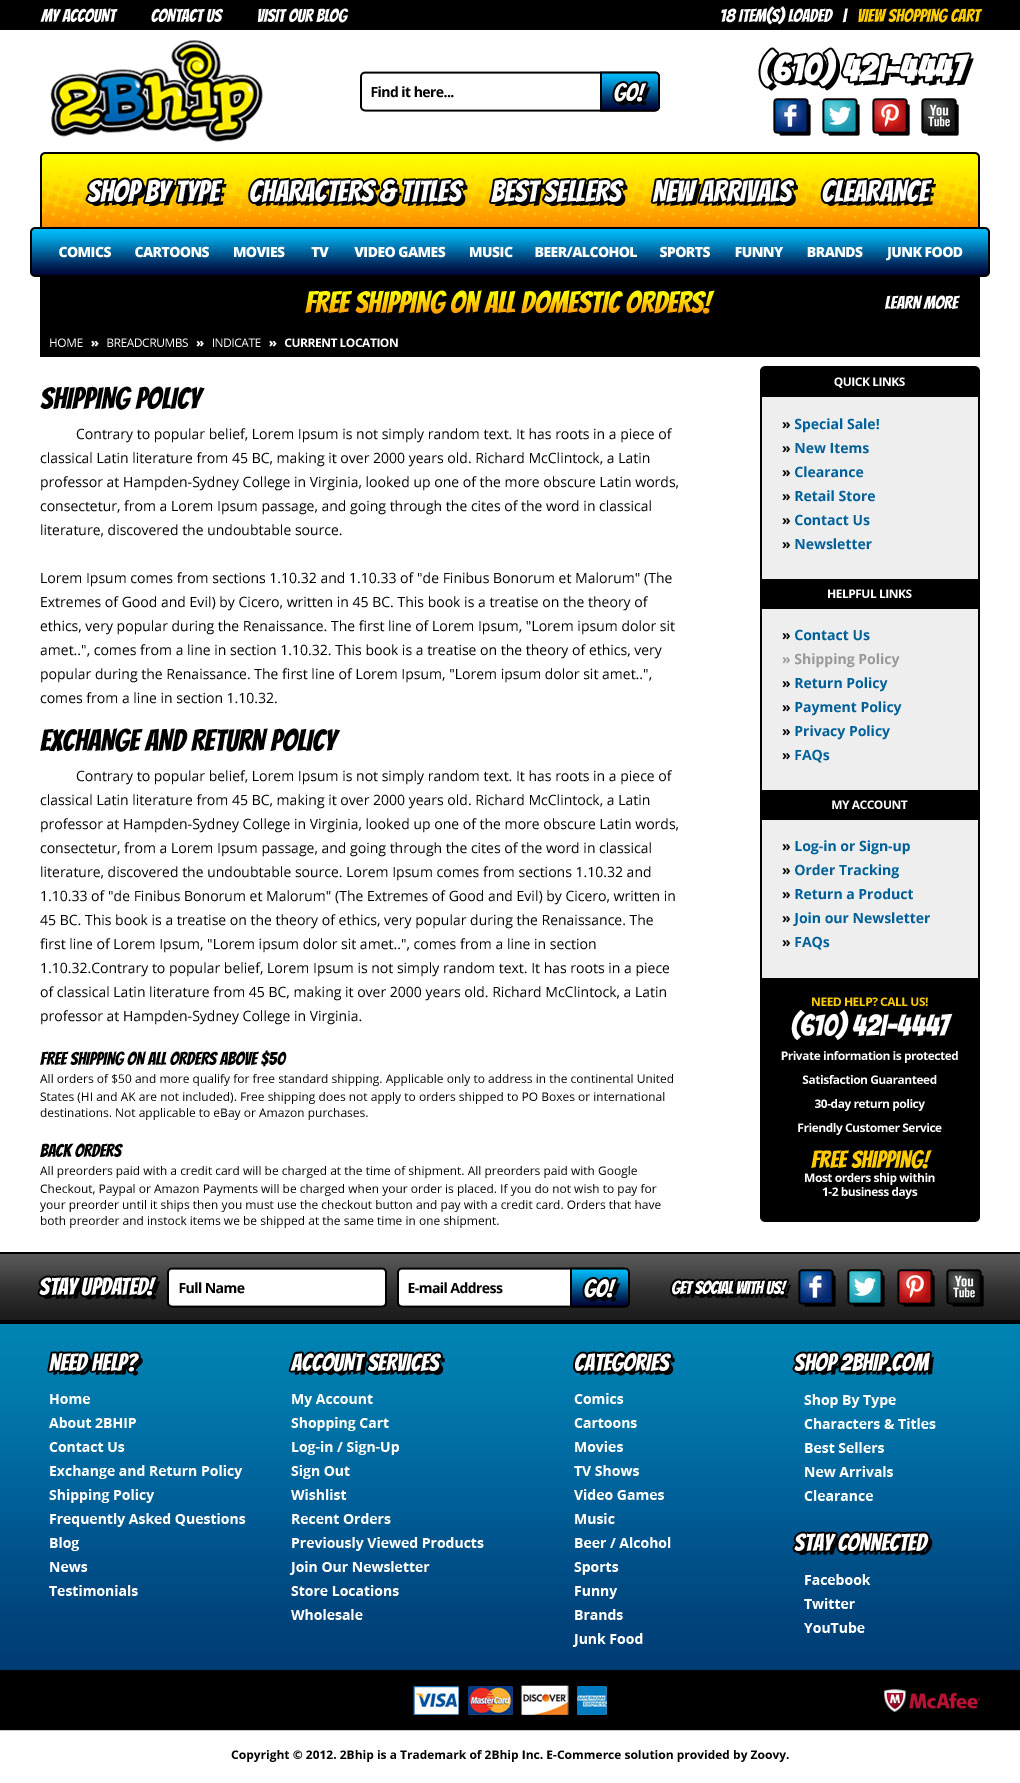 MY ACCOUNT CONTACT US VISIT OUR BLOG 18 ITEM(S) LOADED | VIEW SHOPPING CART
2Bhip
Find it here... GO!
(610) 421-4447
You Tube
SHOP BY TYPE CHARACTERS & TITLES BEST SELLERS NEW ARRIVALS CLEARANCE
COMICS CARTOONS MOVIES TV VIDEO GAMES MUSIC BEER/ALCOHOL SPORTS FUNNY BRANDS JUNK FOOD
FREE SHIPPING ON ALL DOMESTIC ORDERS! LEARN MORE
HOME » BREADCRUMBS » INDICATE » CURRENT LOCATION
SHIPPING POLICY
Contrary to popular belief, Lorem Ipsum is not simply random text. It has roots in a piece of
classical Latin literature from 45 BC, making it over 2000 years old. Richard McClintock, a Latin
professor at Hampden-Sydney College in Virginia, looked up one of the more obscure Latin words,
consectetur, from a Lorem Ipsum passage, and going through the cites of the word in classical
literature, discovered the undoubtable source.
Lorem Ipsum comes from sections 1.10.32 and 1.10.33 of "de Finibus Bonorum et Malorum" (The
Extremes of Good and Evil) by Cicero, written in 45 BC. This book is a treatise on the theory of
ethics, very popular during the Renaissance. The first line of Lorem Ipsum, "Lorem ipsum dolor sit
amet..", comes from a line in section 1.10.32. This book is a treatise on the theory of ethics, very
popular during the Renaissance. The first line of Lorem Ipsum, "Lorem ipsum dolor sit amet..",
comes from a line in section 1.10.32.
EXCHANGE AND RETURN POLICY
Contrary to popular belief, Lorem Ipsum is not simply random text. It has roots in a piece of
classical Latin literature from 45 BC, making it over 2000 years old. Richard McClintock, a Latin
professor at Hampden-Sydney College in Virginia, looked up one of the more obscure Latin words,
consectetur, from a Lorem Ipsum passage, and going through the cites of the word in classical
literature, discovered the undoubtable source. Lorem Ipsum comes from sections 1.10.32 and
1.10.33 of "de Finibus Bonorum et Malorum" (The Extremes of Good and Evil) by Cicero, written in
45 BC. This book is a treatise on the theory of ethics, very popular during the Renaissance. The
first line of Lorem Ipsum, "Lorem ipsum dolor sit amet..", comes from a line in section
1.10.32.Contrary to popular belief, Lorem Ipsum is not simply random text. It has roots in a piece
of classical Latin literature from 45 BC, making it over 2000 years old. Richard McClintock, a Latin
professor at Hampden-Sydney College in Virginia.
FREE SHIPPING ON ALL ORDERS ABOVE $50
All orders of $50 and more qualify for free standard shipping. Applicable only to address in the continental United
States (HI and AK are not included). Free shipping does not apply to orders shipped to PO Boxes or international
destinations. Not applicable to eBay or Amazon purchases.
BACK ORDERS
All preorders paid with a credit card will be charged at the time of shipment. All preorders paid with Google
Checkout, Paypal or Amazon Payments will be charged when your order is placed. If you do not wish to pay for
your preorder until it ships then you must use the checkout button and pay with a credit card. Orders that have
both preorder and instock items we be shipped at the same time in one shipment.
QUICK LINKS
» Special Sale!
» New Items
» Clearance
» Retail Store
» Contact Us
» Newsletter
HELPFUL LINKS
» Contact Us
» Shipping Policy
» Return Policy
» Payment Policy
» Privacy Policy
» FAQs
MY ACCOUNT
» Log-in or Sign-up
» Order Tracking
» Return a Product
» Join our Newsletter
» FAQs
NEED HELP? CALL US!
(610) 421-4447
Private information is protected
Satisfaction Guaranteed
30-day return policy
Friendly Customer Service
FREE SHIPPING!
Most orders ship within
1-2 business days
STAY UPDATED! Full Name E-mail Address GO! GET SOCIAL WITH US! You Tube
NEED HELP?
Home
About 2BHIP
Contact Us
Exchange and Return Policy
Shipping Policy
Frequently Asked Questions
Blog
News
Testimonials
ACCOUNT SERVICES
My Account
Shopping Cart
Log-in / Sign-Up
Sign Out
Wishlist
Recent Orders
Previously Viewed Products
Join Our Newsletter
Store Locations
Wholesale
CATEGORIES
Comics
Cartoons
Movies
TV Shows
Video Games
Music
Beer / Alcohol
Sports
Funny
Brands
Junk Food
SHOP 2BHIP.COM
Shop By Type
Characters & Titles
Best Sellers
New Arrivals
Clearance
STAY CONNECTED
Facebook
Twitter
YouTube
VISA MasterCard DISCOVER AMERICAN EXPRESS McAfee
Copyright © 2012. 2Bhip is a Trademark of 2Bhip Inc. E-Commerce solution provided by Zoovy.